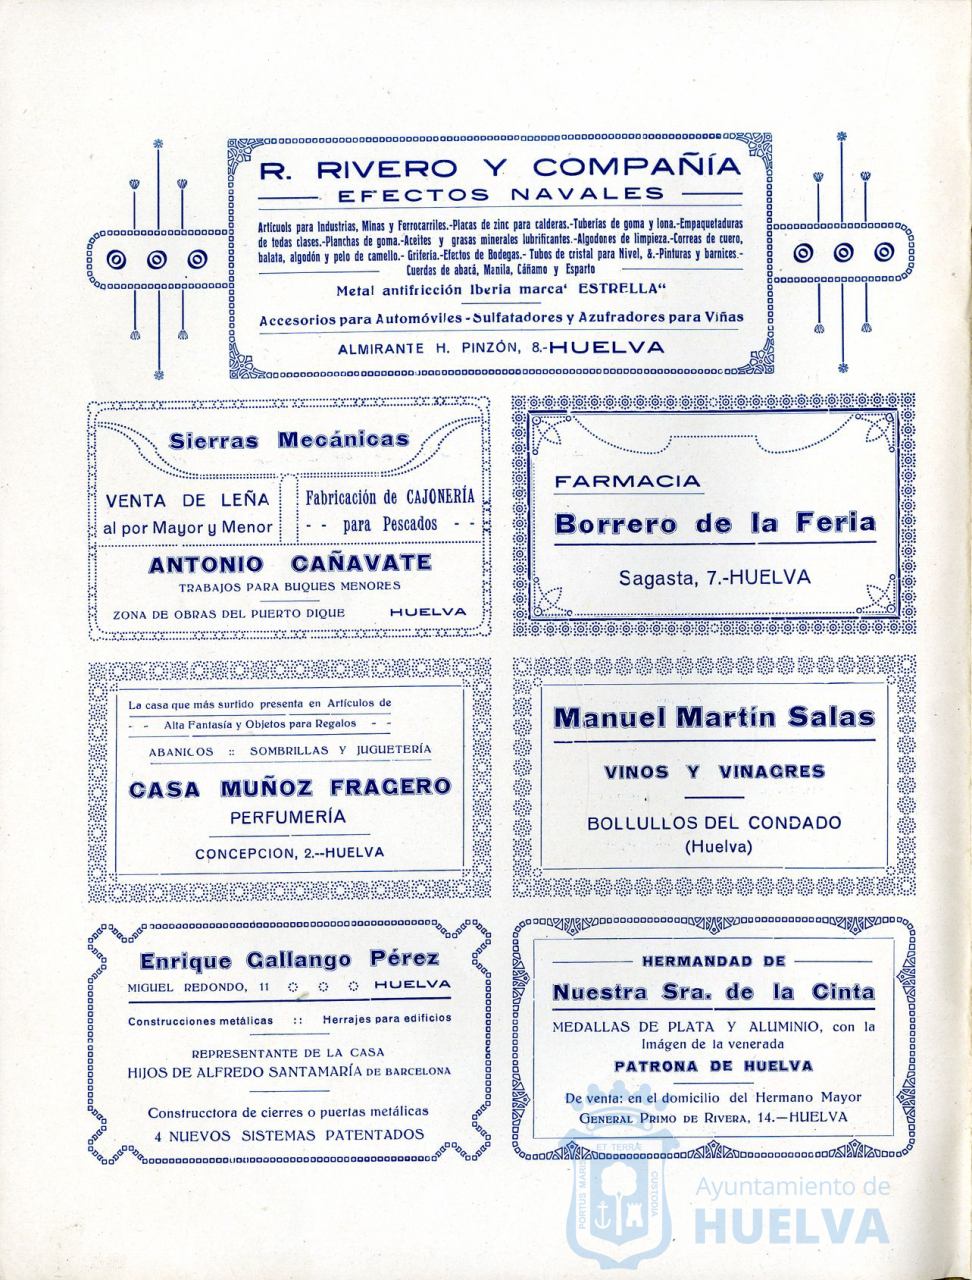 R. RIVERO Y COMPAÑÍA
EFECTOS NAVALES
Artículos para Industrias, Minas y Ferrocarriles.-Placas de zinc para calderas.-Tuberías de goma y lona.-Empaquetaduras
de todas clases.-Planchas de goma.-Aceites y grasas minerales lubrificantes.-Algodones de limpieza.-Correas de cuero,
balata, algodón y pelo de camello.- Grifería.-Efectos de Bodegas.- Tubos de cristal para Nivel, &.-Pinturas y barnices.-
Cuerdas de abacá, Manila, Cáñamo y Esparto
Metal antifricción Iberia marca‘ ESTRELLA“
Accesorios para Automóviles - Sulfatadores y Azufradores para Viñas
ALMIRANTE H. PINZÓN, 8.-HUELVA
Sierras Mecánicas
VENTA DE LEÑA
al por Mayor y Menor
Fabricación de CAJONERÍA
- - para Pescados - -
ANTONIO CAÑAVATE
TRABAJOS PARA BUQUES MENORES
ZONA DE OBRAS DEL PUERTO DIQUE HUELVA
FARMACIA
Borrero de la Feria
Sagasta, 7.-HUELVA
La casa que más surtido presenta en Artículos de
- - Alta Fantasía y Objetos para Regalos - -
ABANICOS :: SOMBRILLAS Y JUGUETERÍA
CASA MUÑOZ FRAGERO
PERFUMERÍA
CONCEPCION, 2.--HUELVA
Manuel Martín Salas
VINOS Y VINAGRES
BOLLULLOS DEL CONDADO
(Huelva)
Enrique Gallango Pérez
MIGUEL REDONDO, 11 HUELVA
Construcciones metálicas :: Herrajes para edificios
REPRESENTANTE DE LA CASA
HIJOS DE ALFREDO SANTAMARÍA DE BARCELONA
Construcctora de cierres o puertas metálicas
4 NUEVOS SISTEMAS PATENTADOS
HERMANDAD DE
Nuestra Sra. de la Cinta
MEDALLAS DE PLATA Y ALUMINIO, con la
Imágen de la venerada
PATRONA DE HUELVA
De venta: en el domicilio del Hermano Mayor
GENERAL PRIMO DE RIVERA, 14.—HUELVA
PORTUS MARIS
ET TERRÆ
CUSTODIA
Ayuntamiento de
HUELVA